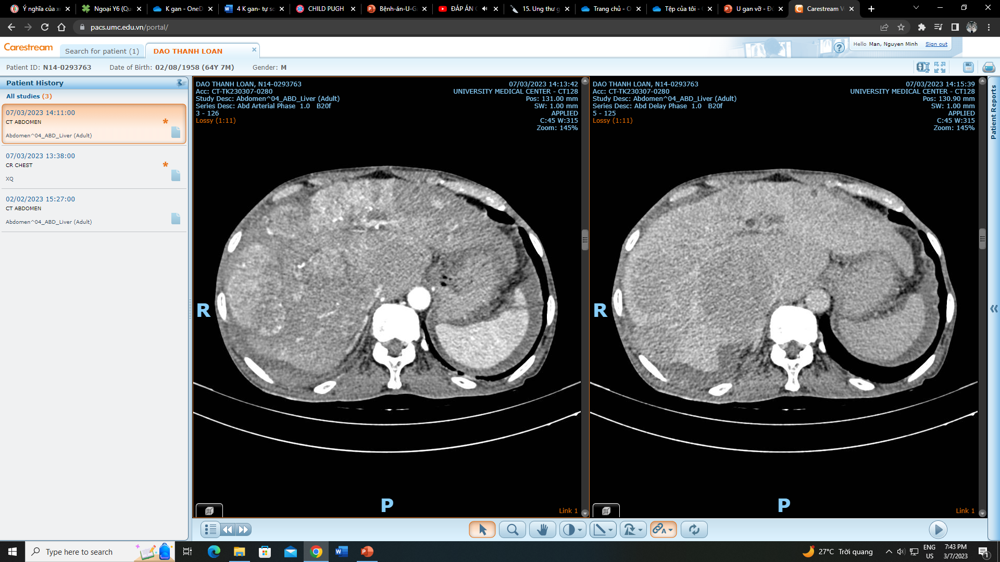 Ý nghĩa của xé
Ngoại Y6 (Qu
K gan - OneD
4 K gan- tự so
CHILD PUGH
Bệnh-án-U-G
ĐÁP ÁN
15. Ung thư g
Trang chủ - O
Tệp của tôi -
U gan vỡ - Đ
Carestream V
pacs.umc.edu.vn/portal/
Carestream
Search for patient (1)
DAO THANH LOAN
Hello Man, Nguyen Minh
Sign out
Patient ID: N14-0293763
Date of Birth: 02/08/1958 (64Y 7M)
Gender: M
Patient History
All studies (3)
07/03/2023 14:11:00
CT ABDOMEN
Abdomen^04_ABD_Liver (Adult)
07/03/2023 13:38:00
CR CHEST
XQ
02/02/2023 15:27:00
CT ABDOMEN
Abdomen^04_ABD_Liver (Adult)
DAO THANH LOAN, N14-0293763
Acc: CT-TK230307-0280
Study Desc: Abdomen^04_ABD_Liver (Adult)
Series Desc: Abd Arterial Phase 1.0 B20f
3 - 126
Lossy (1:11)
07/03/2023 14:13:42
UNIVERSITY MEDICAL CENTER - CT128
Pos: 131.00 mm
SW: 1.00 mm
APPLIED
C:45 W:315
Zoom: 145%
R
P
Link 1
DAO THANH LOAN, N14-0293763
Acc: CT-TK230307-0280
Study Desc: Abdomen^04_ABD_Liver (Adult)
Series Desc: Abd Delay Phase 1.0 B20f
5 - 125
Lossy (1:11)
07/03/2023 14:15:39
UNIVERSITY MEDICAL CENTER - CT128
Pos: 130.90 mm
SW: 1.00 mm
APPLIED
C:45 W:315
Zoom: 145%
R
P
Link 1
Patient Reports
Type here to search
27°C Trời quang
ENG
US
7:43 PM
3/7/2023
1